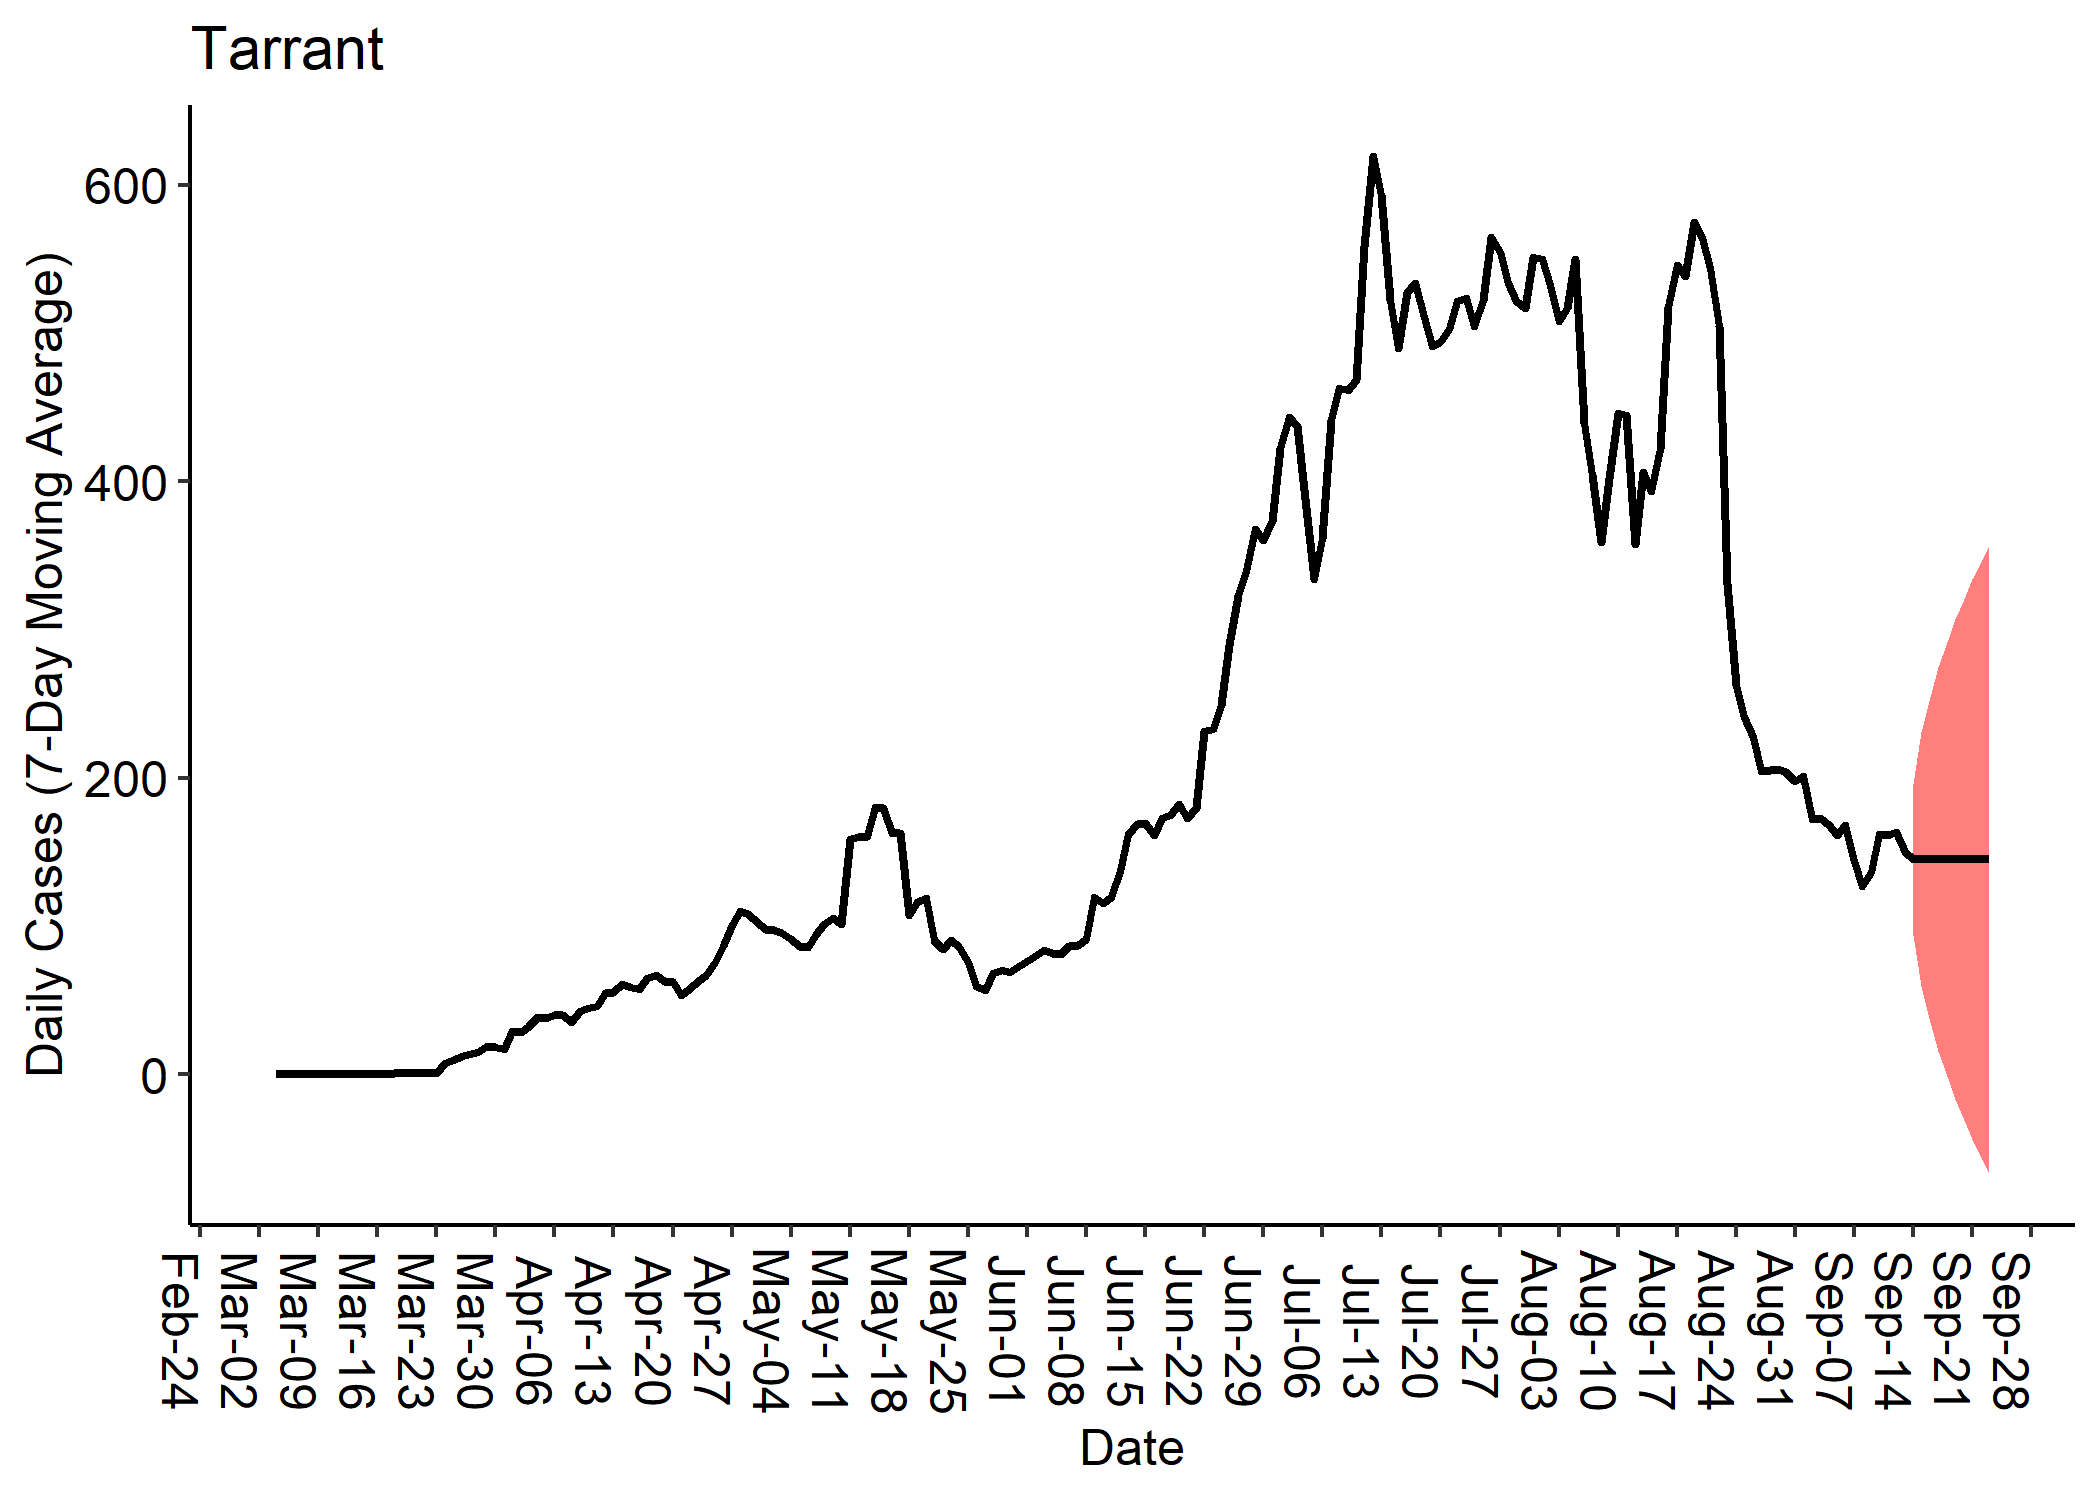 Tarrant
Daily Cases (7-Day Moving Average)
600
400
200
0
Feb-24
Mar-02
Mar-09
Mar-16
Mar-23
Mar-30
Apr-06
Apr-13
Apr-20
Apr-27
May-04
May-11
May-18
May-25
Jun-01
Jun-08
Jun-15
Jun-22
Jun-29
Jul-06
Jul-13
Jul-20
Jul-27
Aug-03
Aug-10
Aug-17
Aug-24
Aug-31
Sep-07
Sep-14
Sep-21
Sep-28
Date